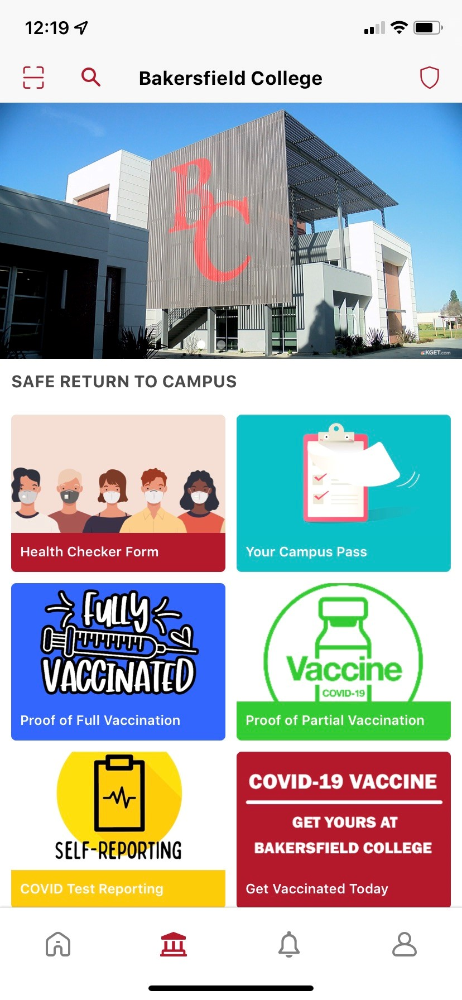 12:19
Bakersfield College
BC
KGET.com
SAFE RETURN TO CAMPUS
Health Checker Form
Your Campus Pass
FULLY
VACCINATED
Proof of Full Vaccination
Vaccine
COVID-19
Proof of Partial Vaccination
SELF-REPORTING
COVID Test Reporting
COVID-19 VACCINE
GET YOURS AT
BAKERSFIELD COLLEGE
Get Vaccinated Today